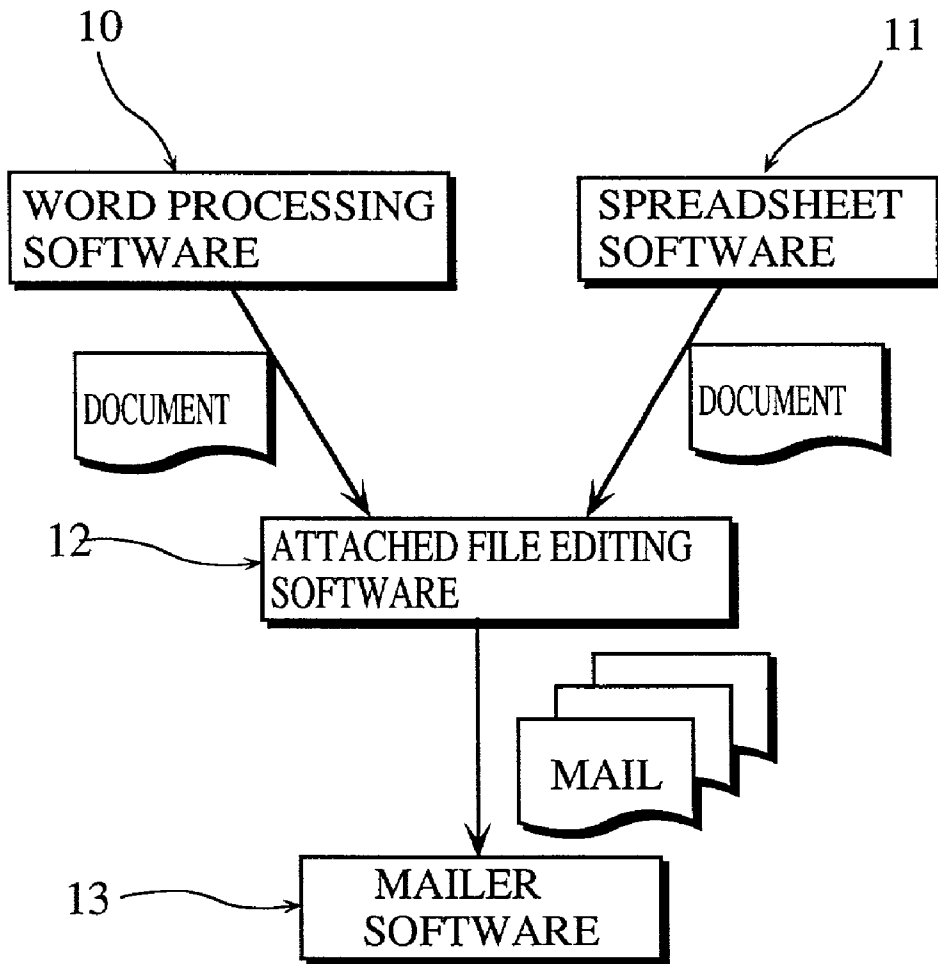 10
11
WORD PROCESSING
SOFTWARE
SPREADSHEET
SOFTWARE
DOCUMENT
DOCUMENT
12
ATTACHED FILE EDITING
SOFTWARE
MAIL
13
MAILER
SOFTWARE